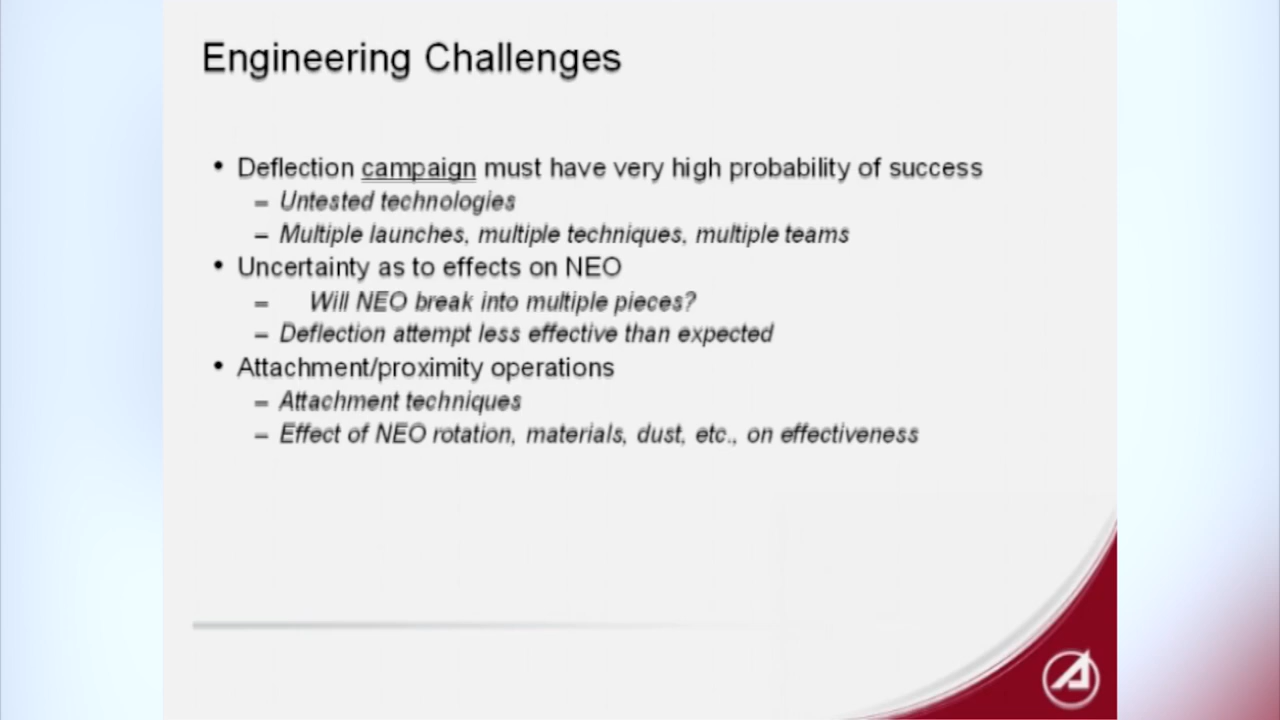 Engineering Challenges
• Deflection campaign must have very high probability of success
– Untested technologies
– Multiple launches, multiple techniques, multiple teams
• Uncertainty as to effects on NEO
– Will NEO break into multiple pieces?
– Deflection attempt less effective than expected
• Attachment/proximity operations
– Attachment techniques
– Effect of NEO rotation, materials, dust, etc., on effectiveness